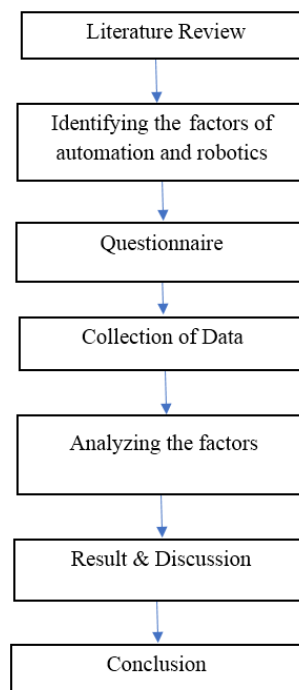 Literature Review
Identifying the factors of
automation and robotics
Questionnaire
Collection of Data
Analyzing the factors
Result & Discussion
Conclusion